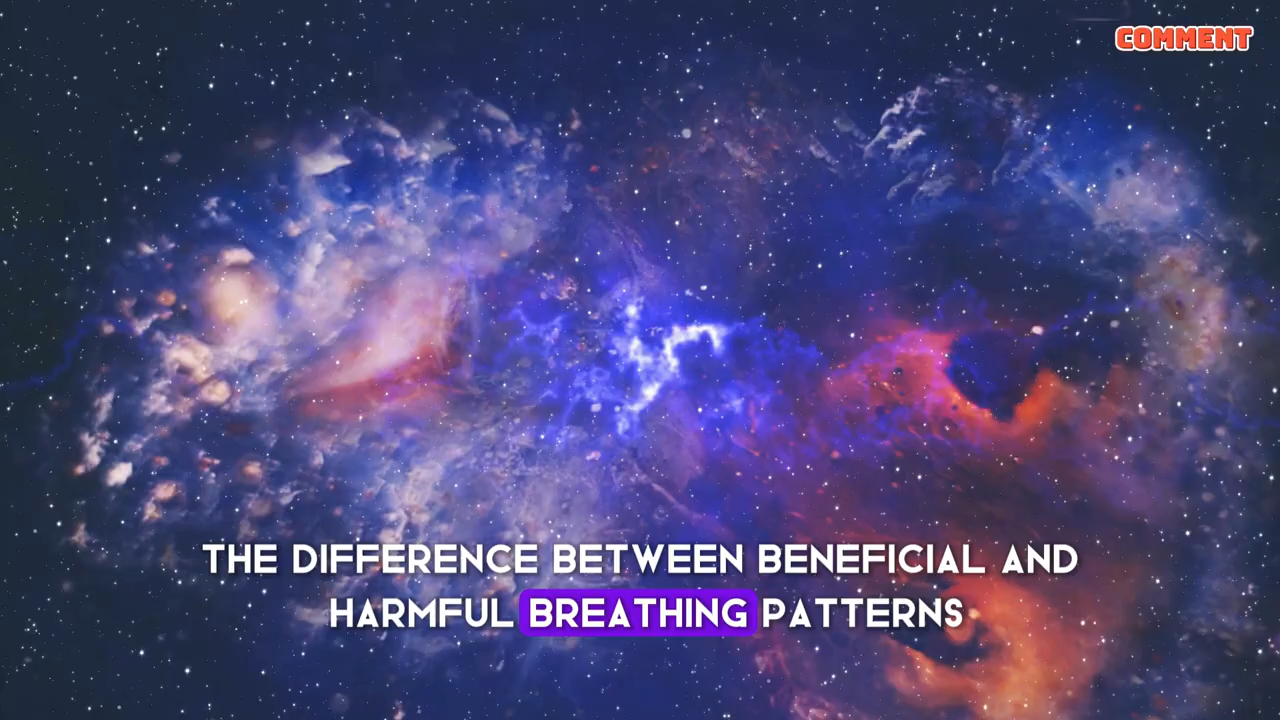 COMMENT
THE DIFFERENCE BETWEEN BENEFICIAL AND
HARMFUL BREATHING PATTERNS